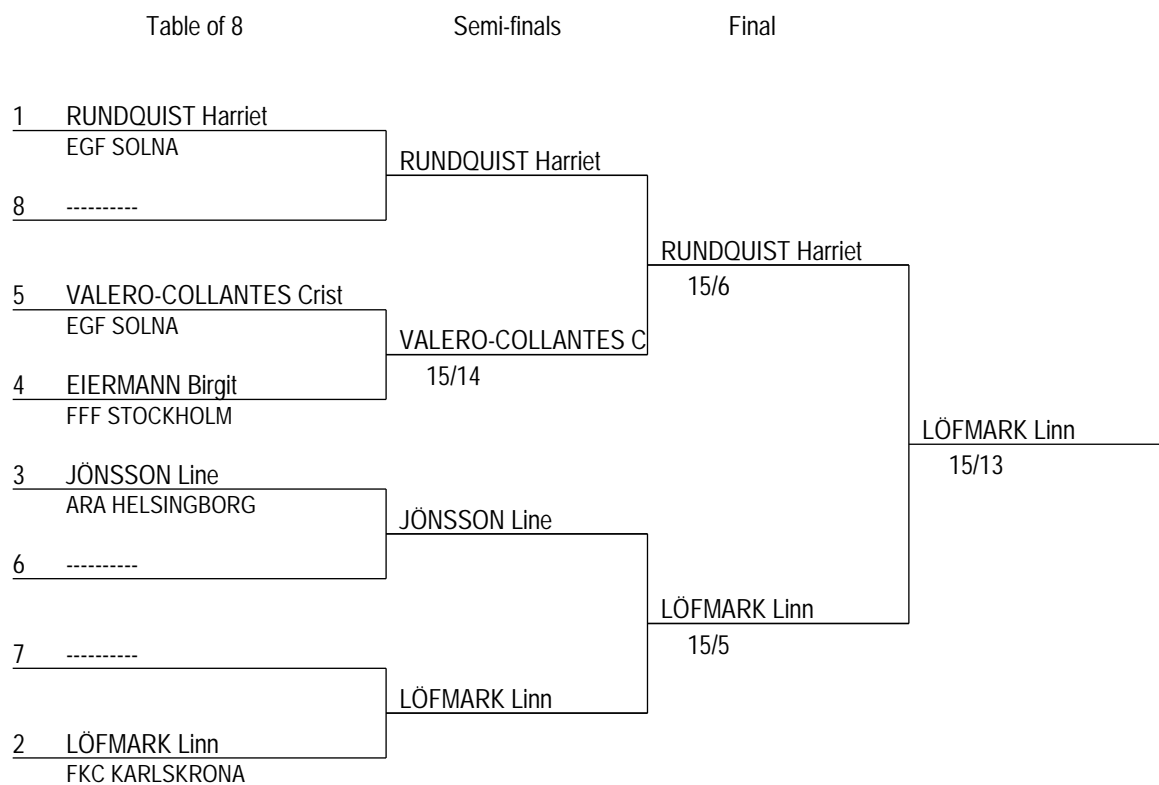 Table of 8 Semi-finals Final
1 RUNDQUIST Harriet
EGF SOLNA
RUNDQUIST Harriet
8 ----------
RUNDQUIST Harriet
15/6
5 VALERO-COLLANTES Crist
EGF SOLNA
VALERO-COLLANTES C
15/14
4 EIERMANN Birgit
FFF STOCKHOLM
LÖFMARK Linn
15/13
3 JÖNSSON Line
ARA HELSINGBORG
JÖNSSON Line
6 ----------
LÖFMARK Linn
15/5
7 ----------
LÖFMARK Linn
2 LÖFMARK Linn
FKC KARLSKRONA